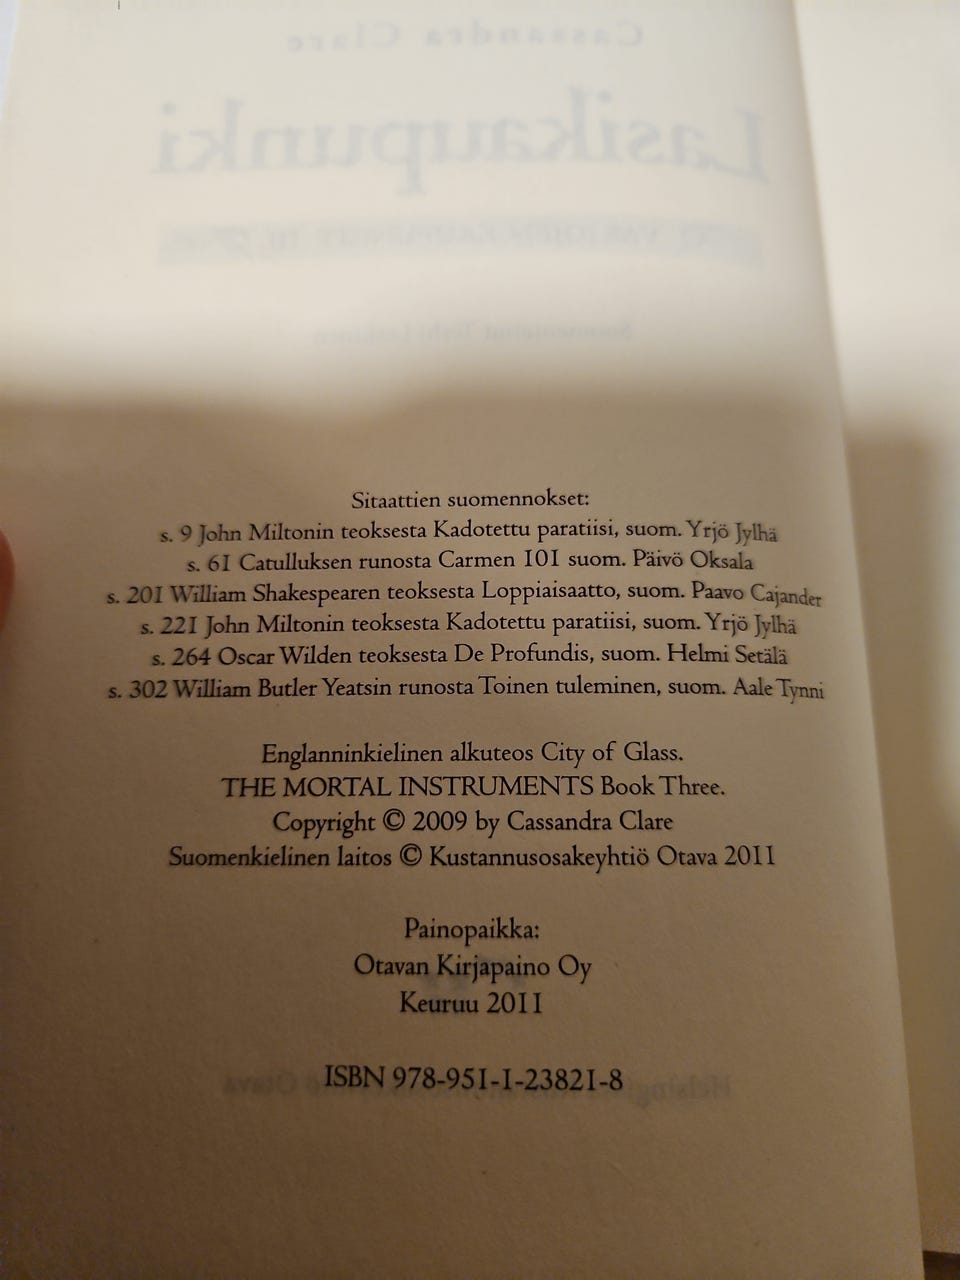 Cassandra Clare
Lasikaupunki
Sitaattien suomennokset:
s. 9 John Miltonin teoksesta Kadotettu paratiisi, suom. Yrjö Jylhä
s. 61 Catulluksen runosta Carmen 101 suom. Päivö Oksala
s. 201 William Shakespearen teoksesta Loppiaisaatto, suom. Paavo Cajander
s. 221 John Miltonin teoksesta Kadotettu paratiisi, suom. Yrjö Jylhä
s. 264 Oscar Wilden teoksesta De Profundis, suom. Helmi Setälä
s. 302 William Butler Yeatsin runosta Toinen tuleminen, suom. Aale Tynni
Englanninkielinen alkuteos City of Glass.
THE MORTAL INSTRUMENTS Book Three.
Copyright © 2009 by Cassandra Clare
Suomenkielinen laitos © Kustannusosakeyhtiö Otava 2011
Painopaikka:
Otavan Kirjapaino Oy
Keuruu 2011
ISBN 978-951-1-23821-8